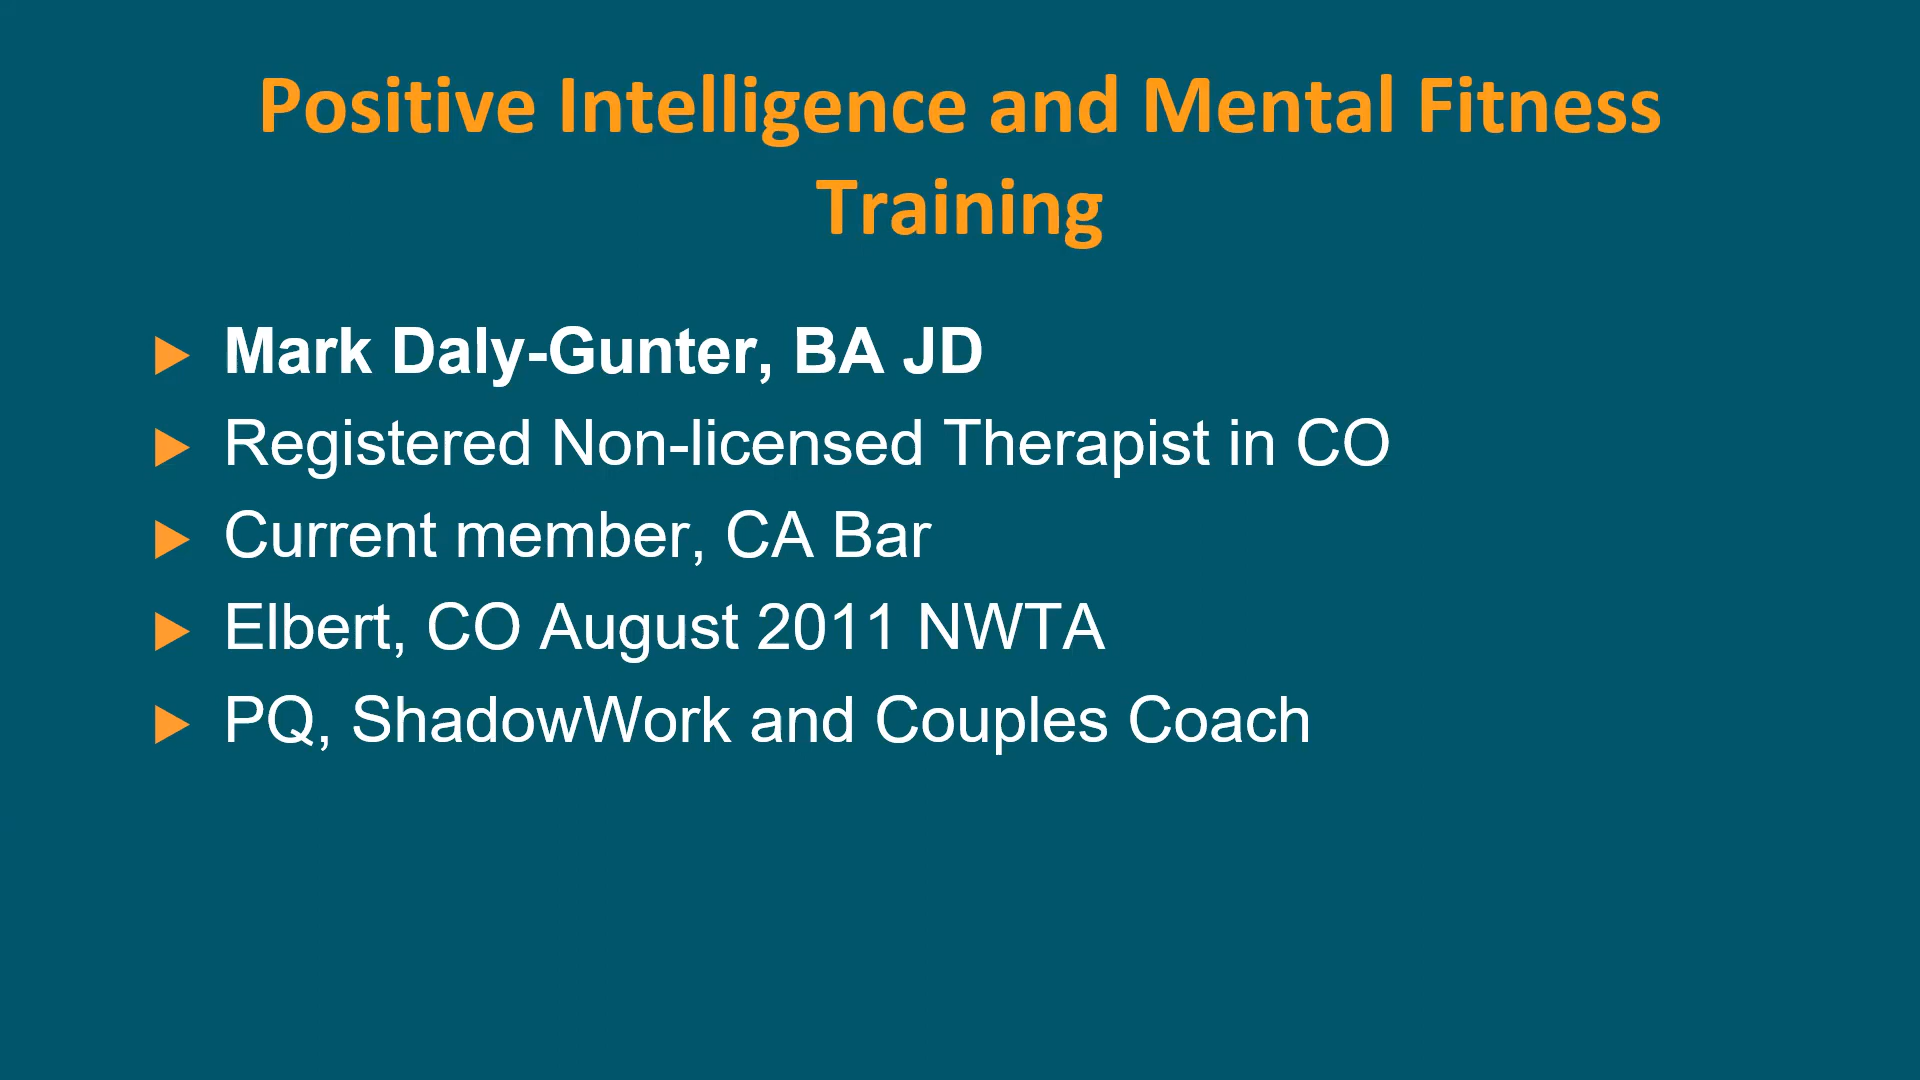 Positive Intelligence and Mental Fitness
Training
Mark Daly-Gunter, BA JD
Registered Non-licensed Therapist in CO
Current member, CA Bar
Elbert, CO August 2011 NWTA
PQ, ShadowWork and Couples Coach